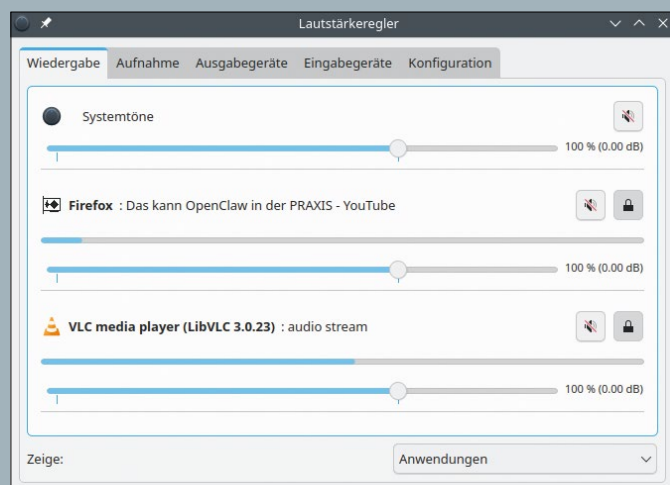 Lautstärkeregler
Wiedergabe Aufnahme Ausgabegeräte Eingabegeräte Konfiguration
Systemtöne
100 % (0.00 dB)
Firefox : Das kann OpenClaw in der PRAXIS - YouTube
100 % (0.00 dB)
VLC media player (LibVLC 3.0.23) : audio stream
100 % (0.00 dB)
Zeige: Anwendungen